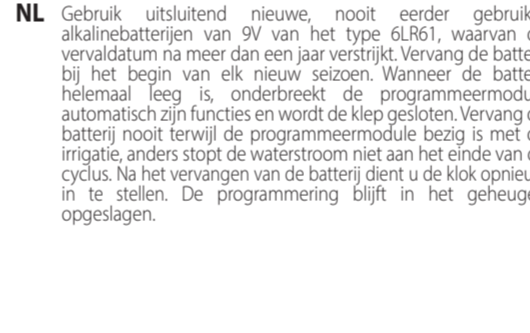 NL Gebruik uitsluitend nieuwe, nooit eerder
alkalinebatterijen van 9V van het type 6LR61, waarvan
vervaldatum na meer dan een jaar verstrijkt. Vervang de
bij het begin van elk nieuw seizoen. Wanneer de
helemaal leeg is, onderbreekt de
automatisch zijn functies en wordt de klep gesloten. Vervang
batterij nooit terwijl de programmeermodule bezig is met
irrigatie, anders stopt de waterstroom niet aan het einde van
cyclus. Na het vervangen van de batterij dient u de klok
in te stellen. De programmering blijft in het
opgeslagen.